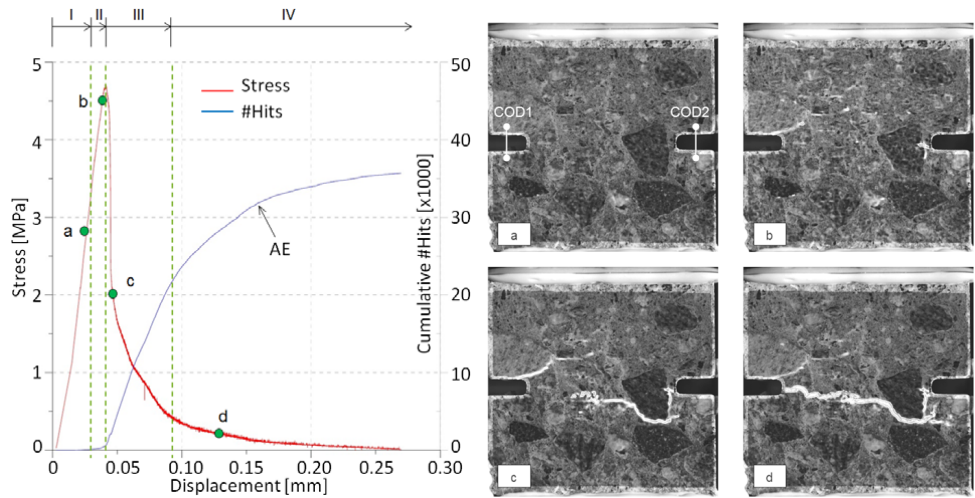 I II III IV
5 50
4 40
3 30
2 20
1 10
0 0
0 0.05 0.10 0.15 0.20 0.25 0.30
Stress [MPa]
Displacement [mm]
Cumulative #Hits [x1000]
Stress
#Hits
a
b
c
d
AE
COD1 COD2
a
b
c
d